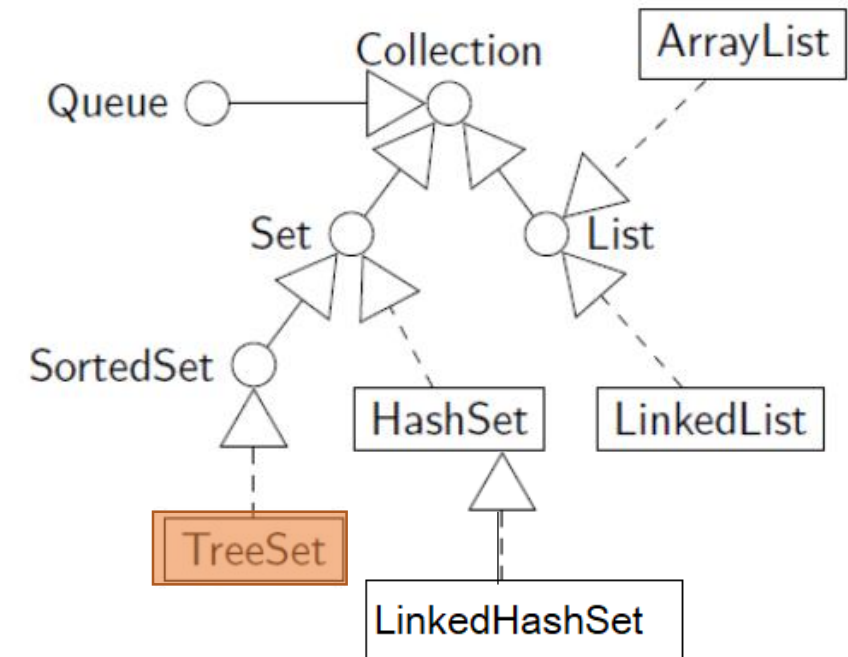 Collection
ArrayList
Queue
Set
List
SortedSet
HashSet
LinkedList
TreeSet
LinkedHashSet